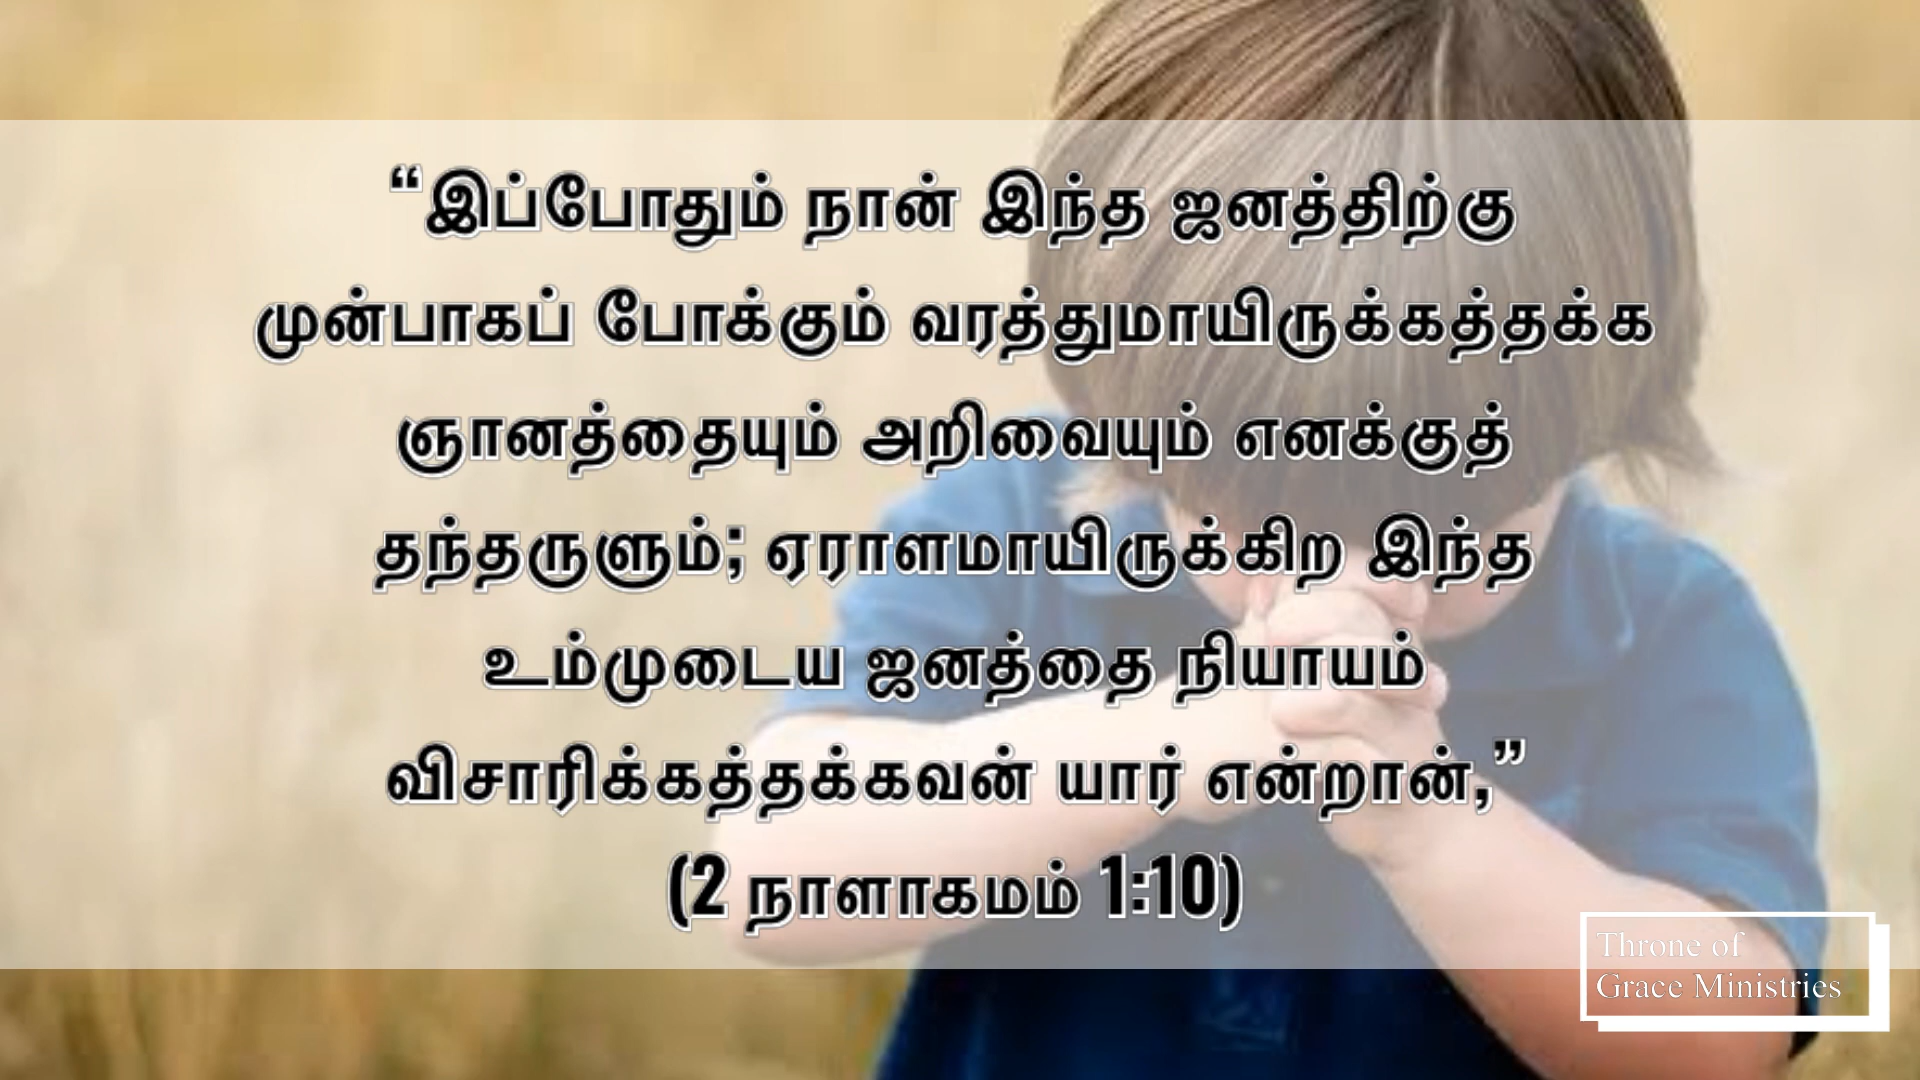 “இப்போதும் நான் இந்த ஜனத்திற்கு
முன்பாகப் போக்கும் வரத்துமாயிருக்கத்தக்க
ஞானத்தையும் அறிவையும் எனக்குத்
தந்தருளும்; ஏராளமாயிருக்கிற இந்த
உம்முடைய ஜனத்தை நியாயம்
விசாரிக்கத்தக்கவன் யார் என்றான்,”
(2 நாளாகமம் 1:10)
Throne of
Grace Ministries